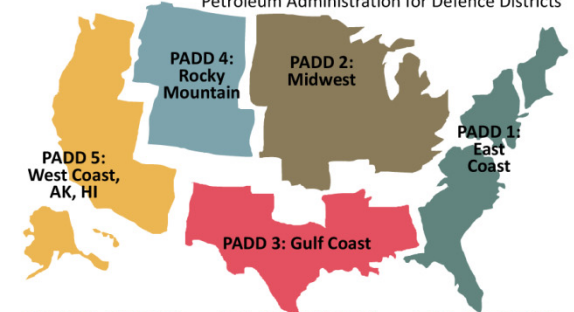 Petroleum Administration for Defence Districts
PADD 4:
Rocky
Mountain
PADD 2:
Midwest
PADD 1:
East
Coast
PADD 5:
West Coast,
AK, HI
PADD 3: Gulf Coast